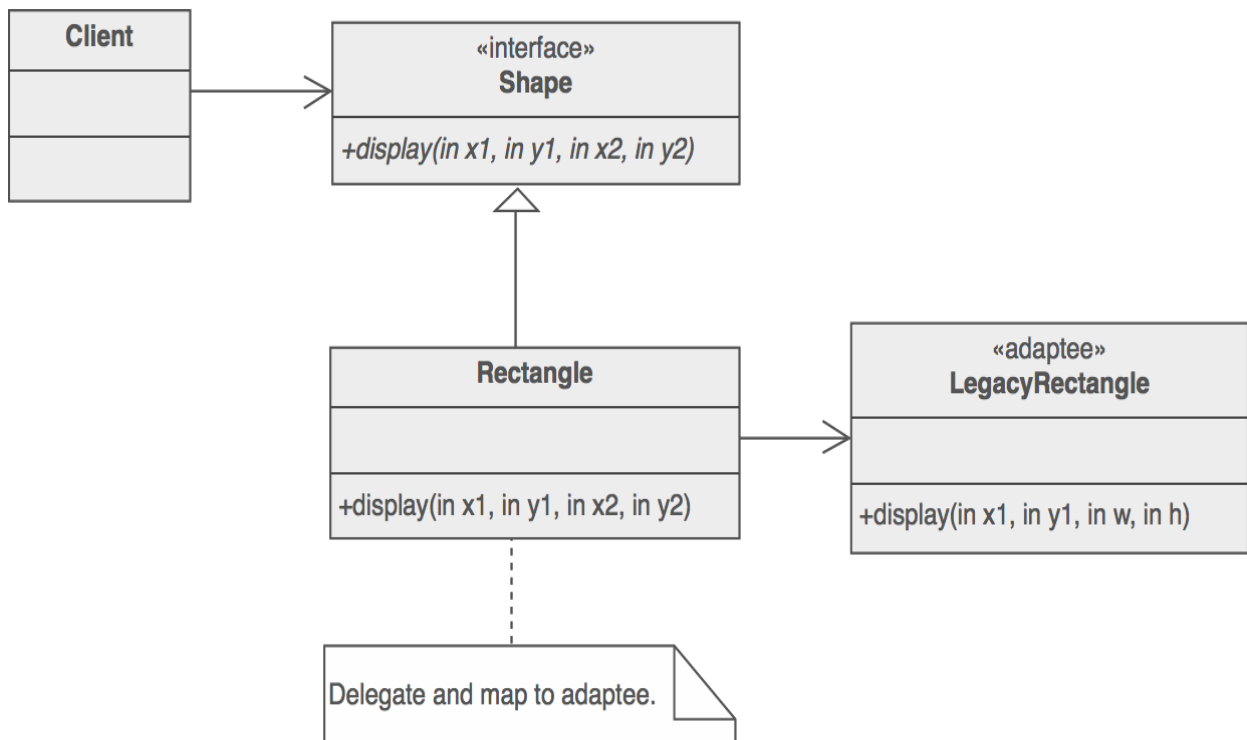 Client
«interface»
Shape
+display(in x1, in y1, in x2, in y2)
Rectangle
+display(in x1, in y1, in x2, in y2)
«adaptee»
LegacyRectangle
+display(in x1, in y1, in w, in h)
Delegate and map to adaptee.